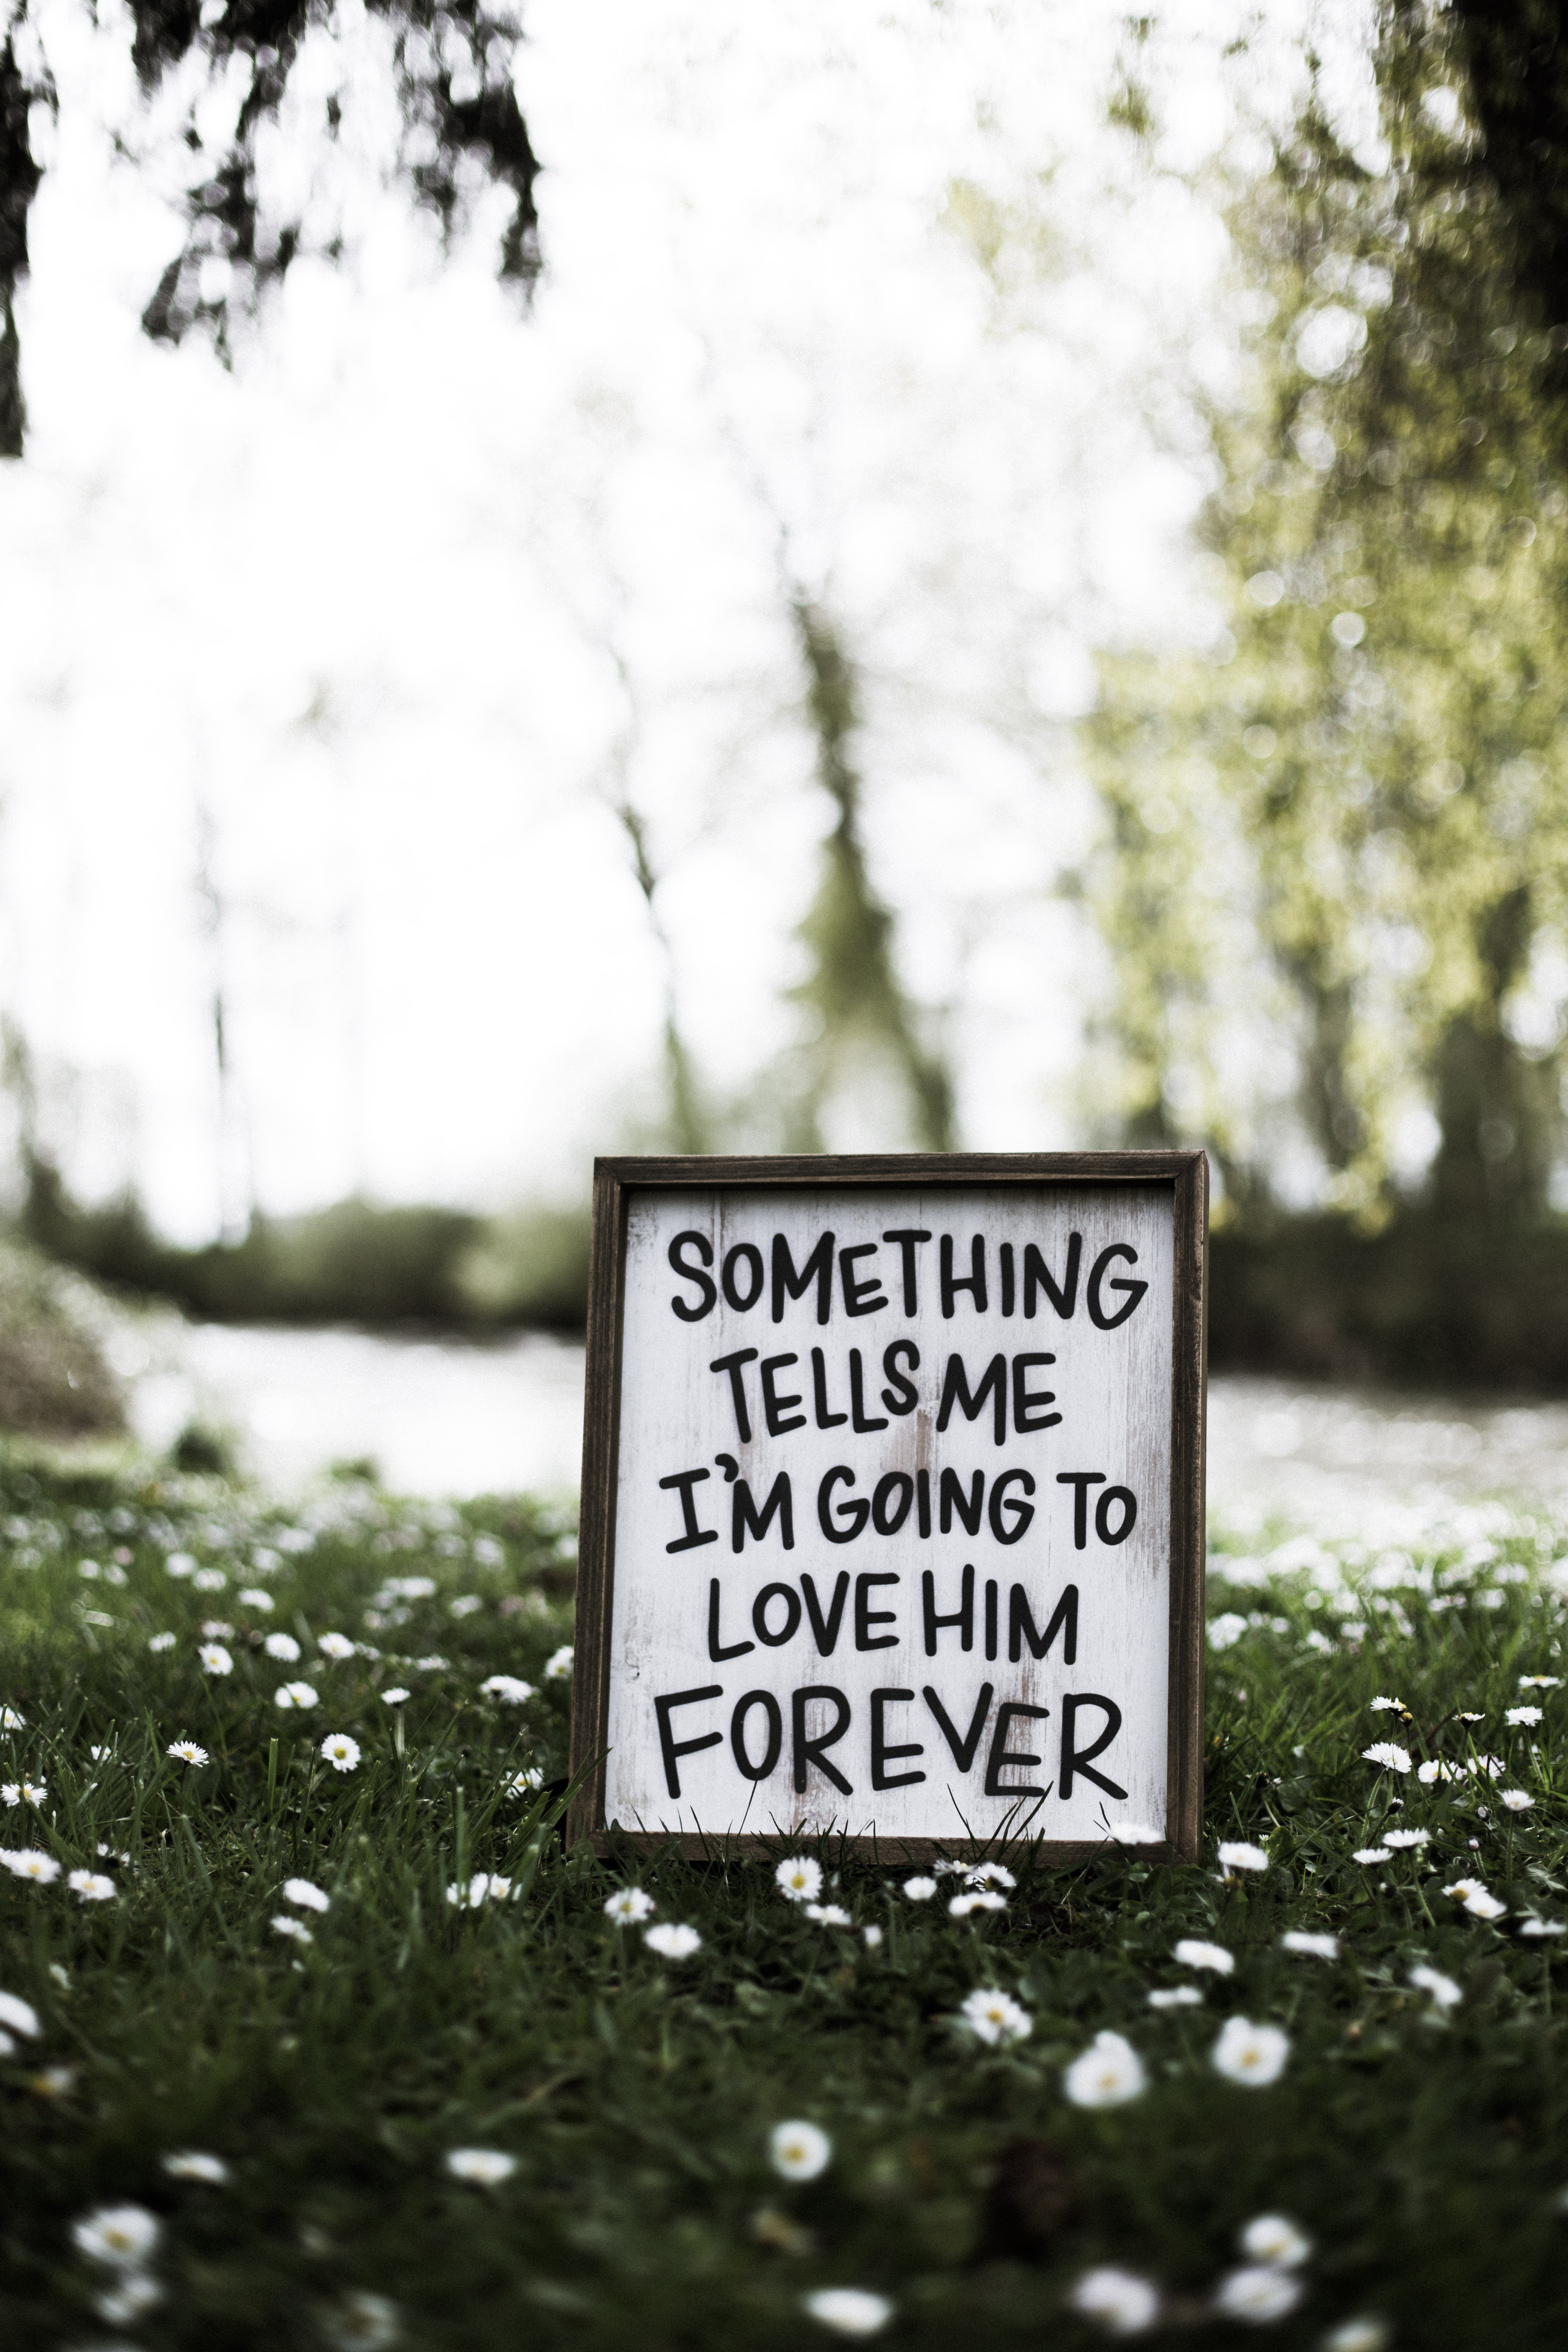 SOMETHING
TELLS ME
I'M GOING TO
LOVE HIM
FOREVER